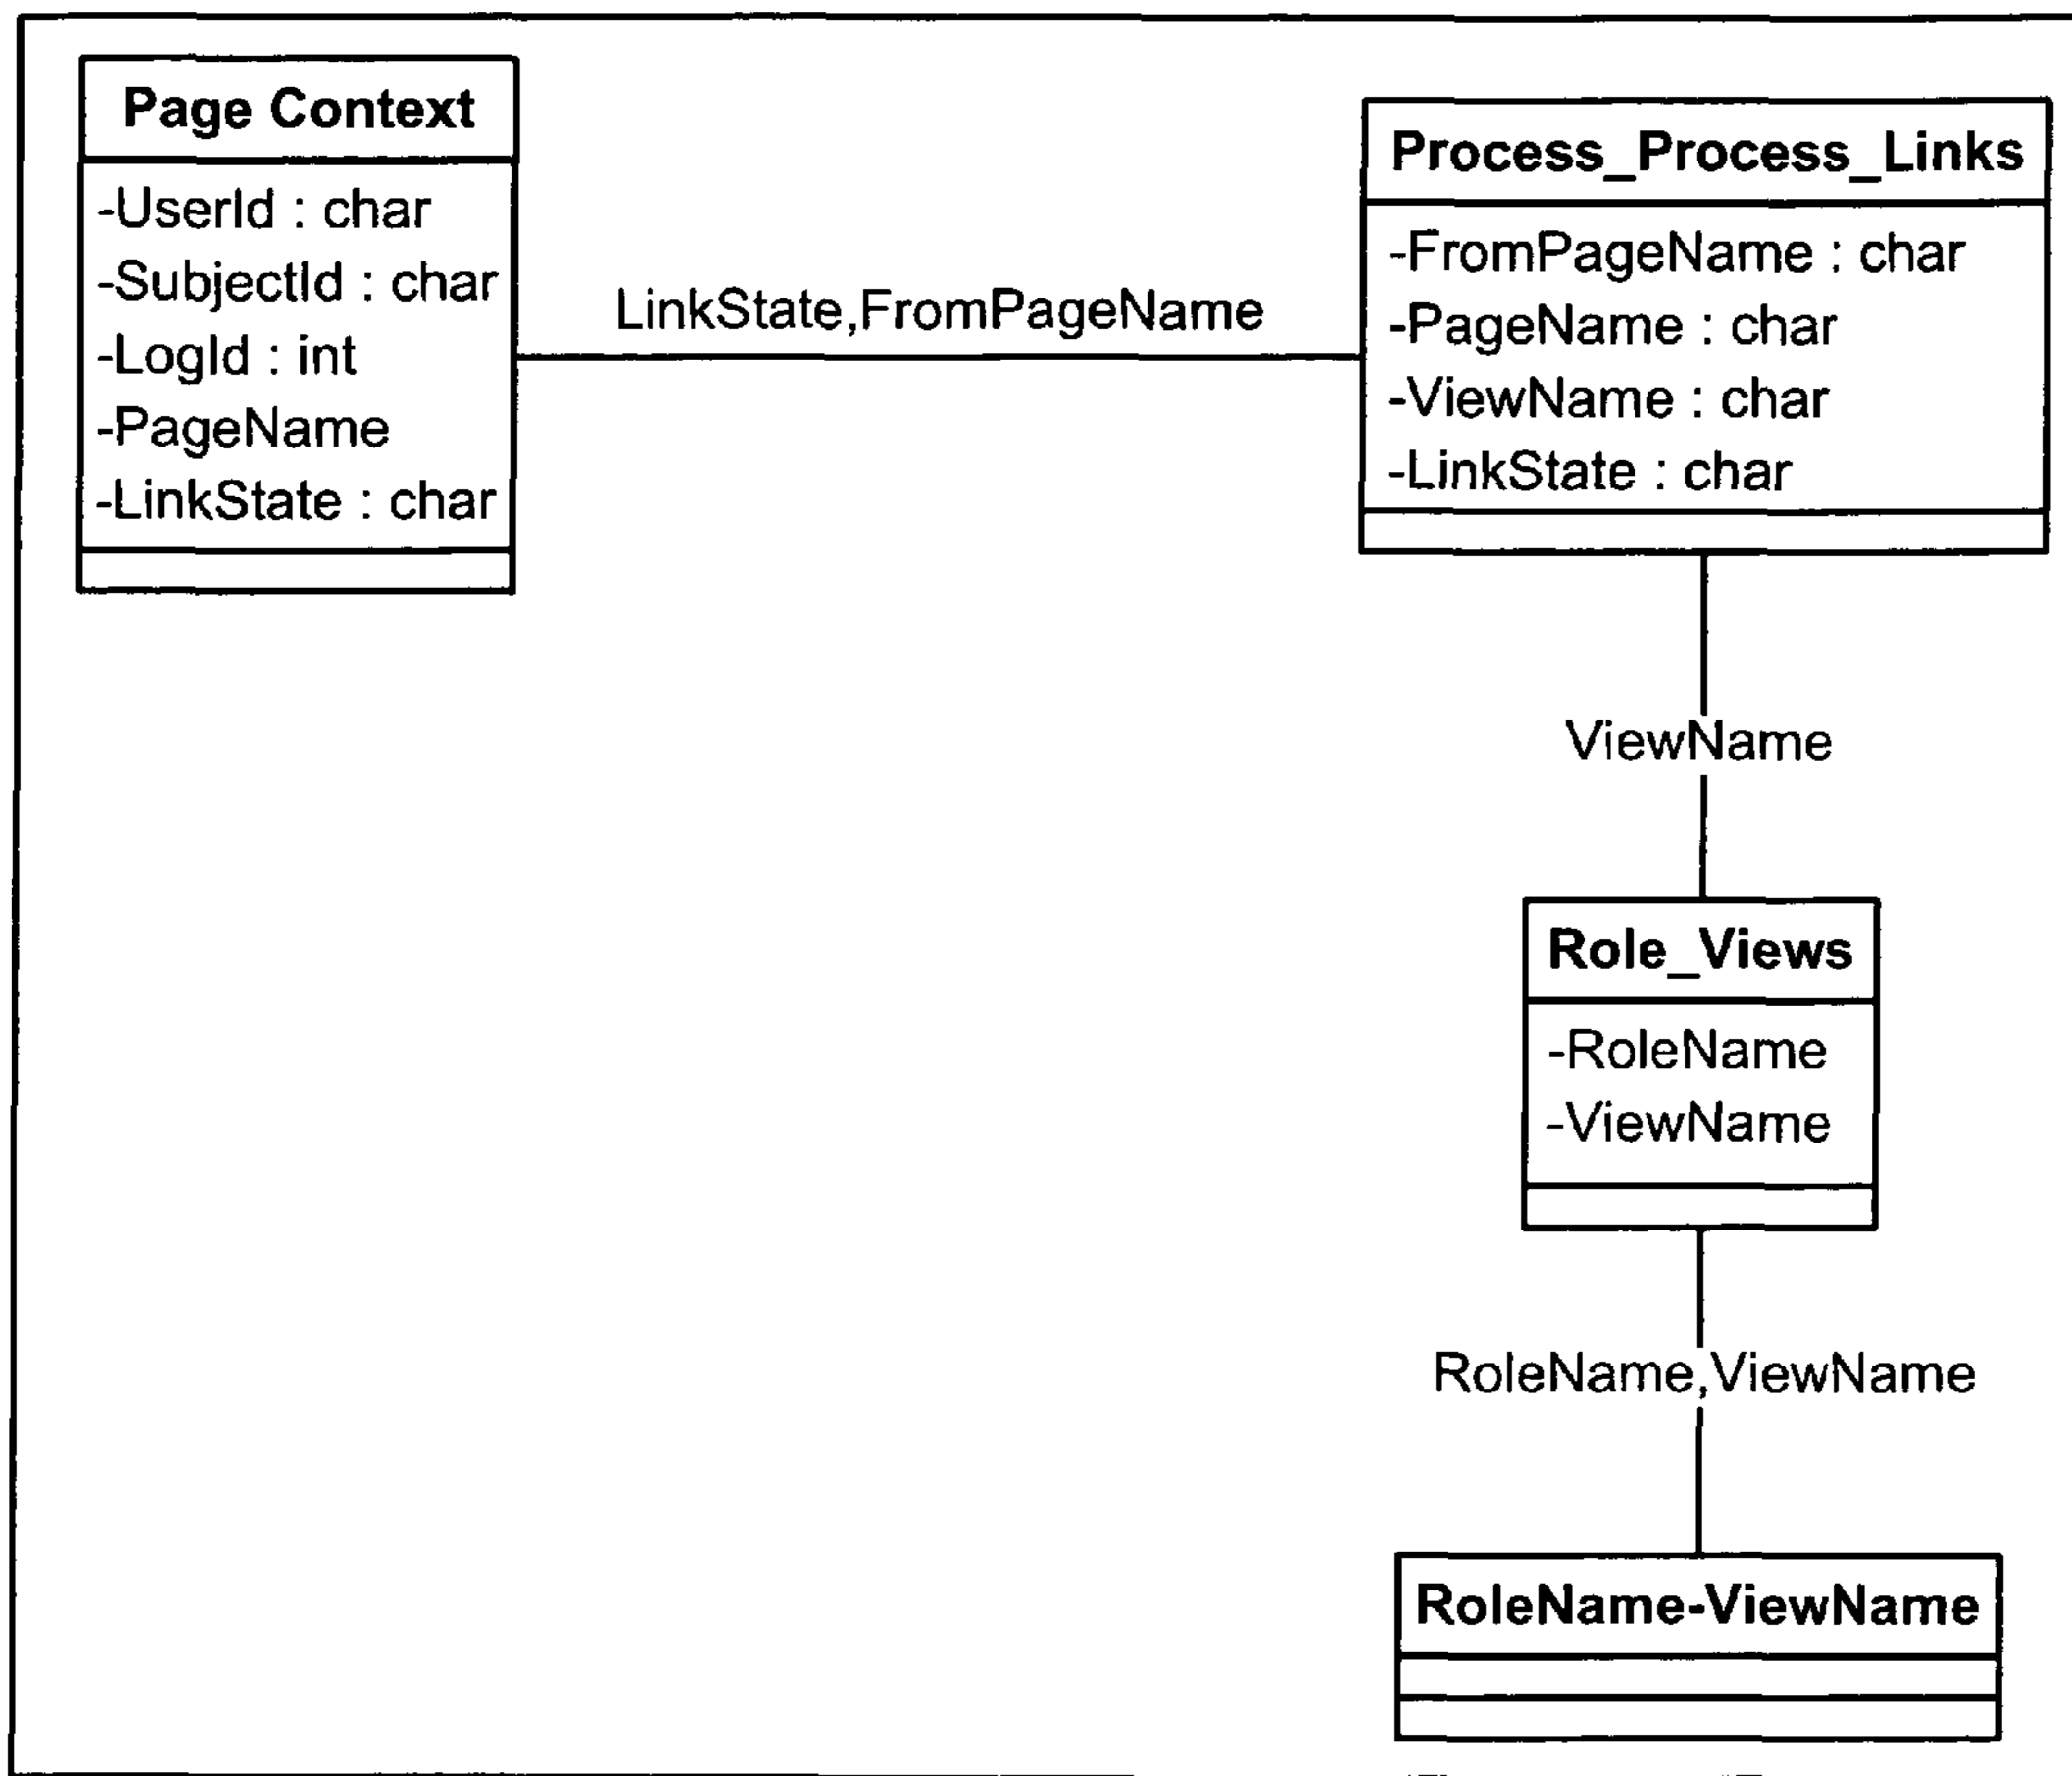 Page Context
-UserId : char
-SubjectId : char
-LogId : int
-PageName
-LinkState : char
LinkState,FromPageName
Process_Process_Links
-FromPageName : char
-PageName : char
-ViewName : char
-LinkState : char
ViewName
Role_Views
-RoleName
-ViewName
RoleName,ViewName
RoleName-ViewName